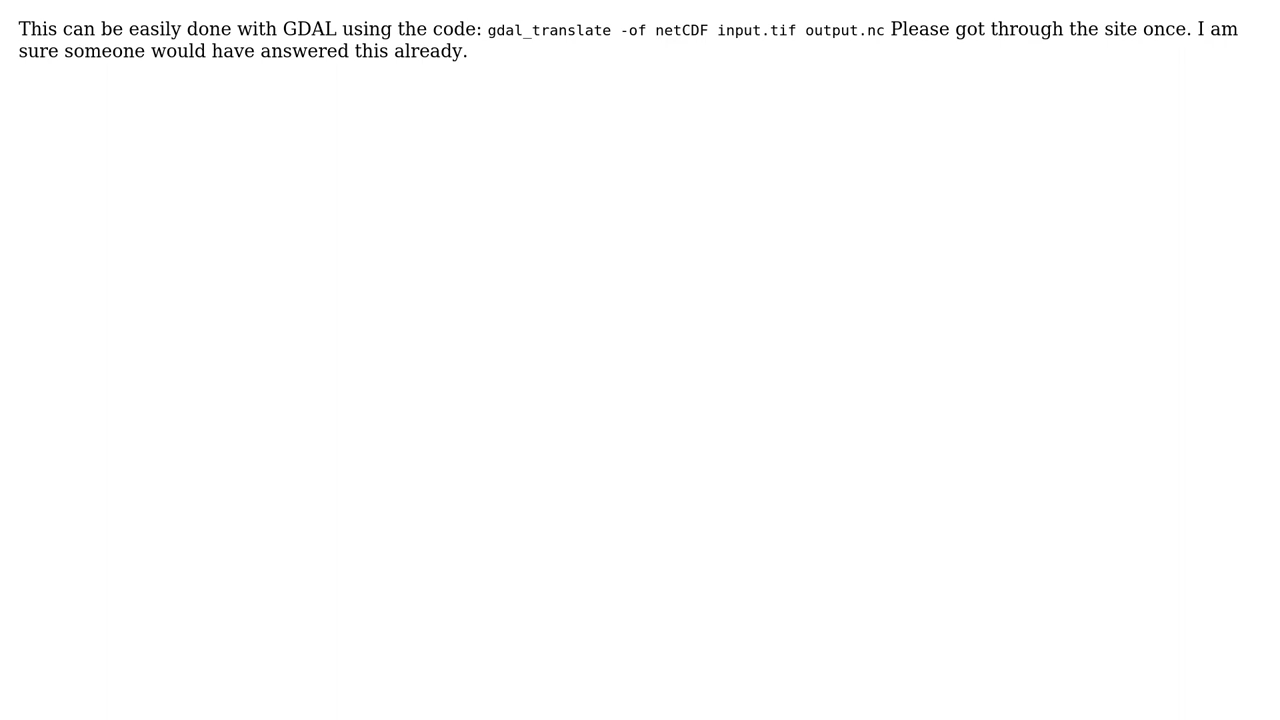 This can be easily done with GDAL using the code: gdal_translate -of netCDF input.tif output.nc Please got through the site once. I am
sure someone would have answered this already.